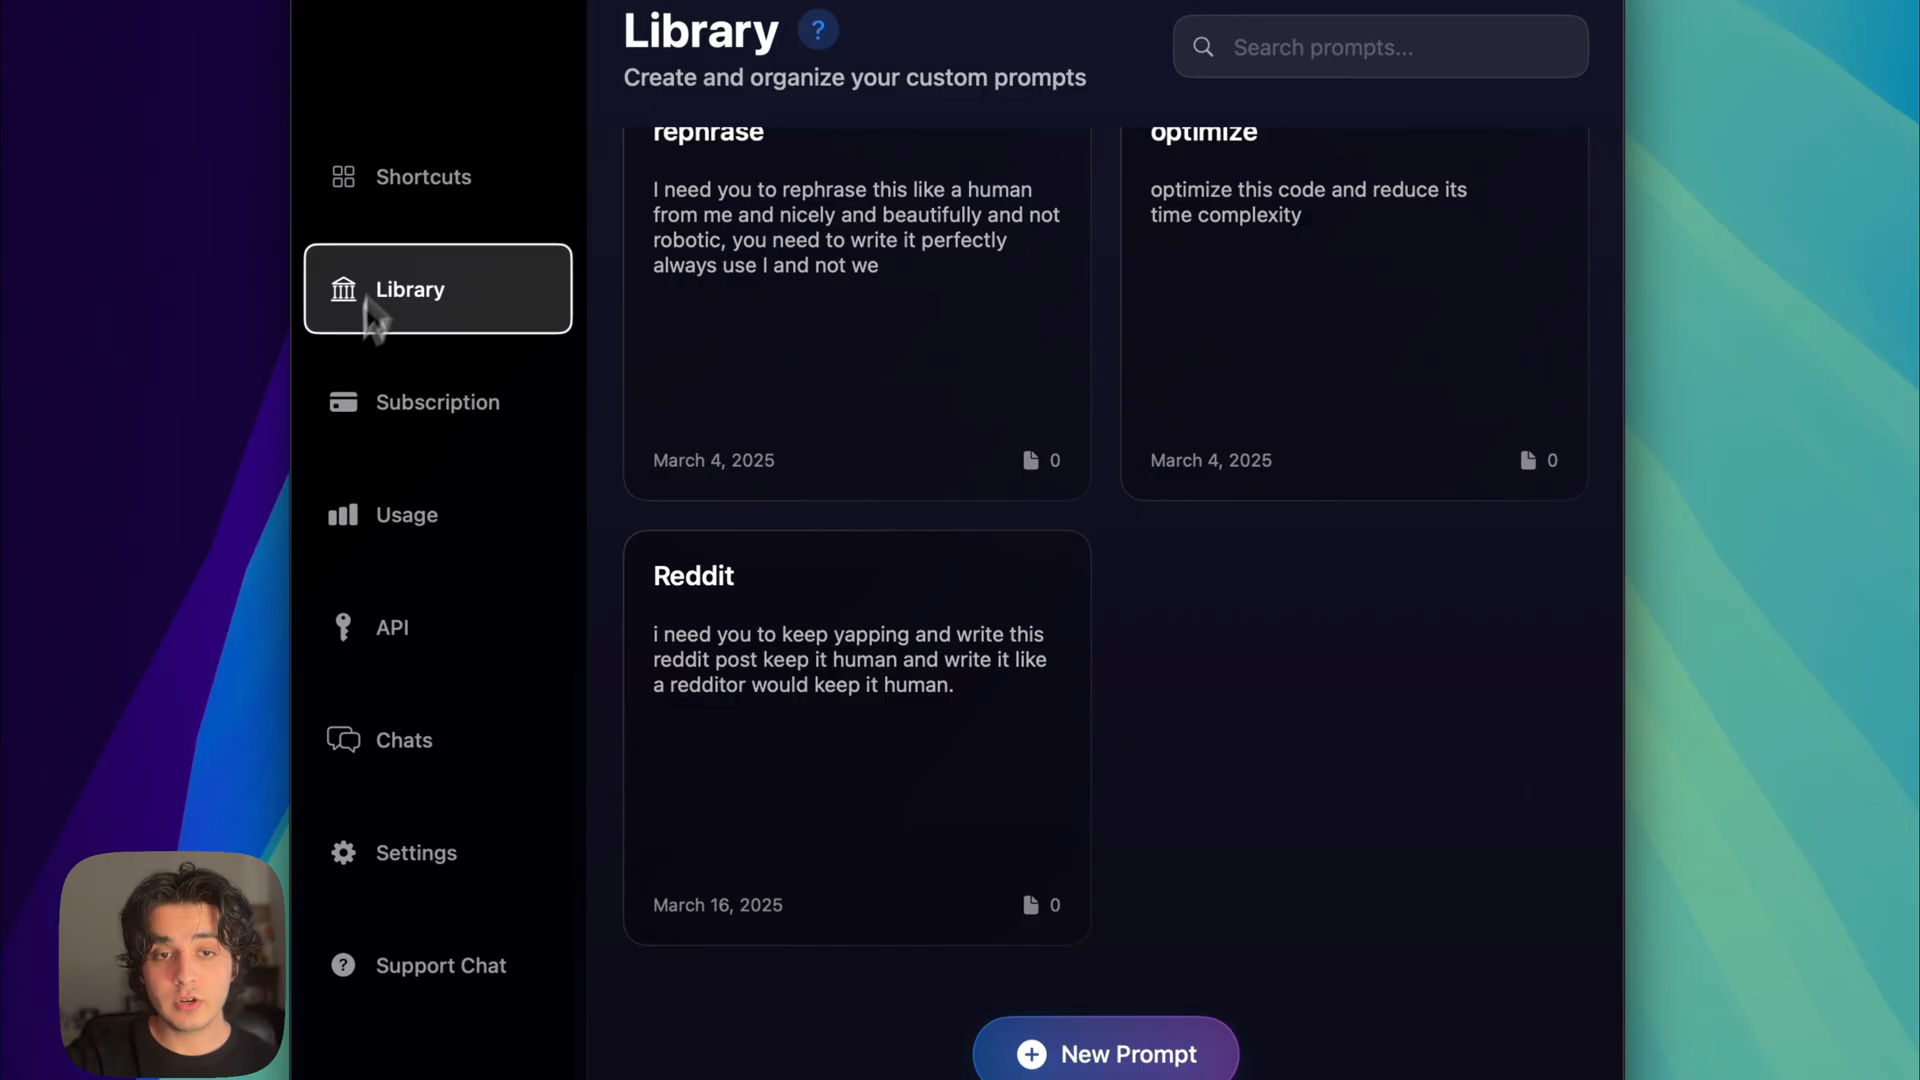 Library
?
Search prompts...
Create and organize your custom prompts
Shortcuts
Library
Subscription
Usage
API
Chats
Settings
Support Chat
rephrase
I need you to rephrase this like a human
from me and nicely and beautifully and not
robotic, you need to write it perfectly
always use I and not we
March 4, 2025
0
optimize
optimize this code and reduce its
time complexity
March 4, 2025
0
Reddit
i need you to keep yapping and write this
reddit post keep it human and write it like
a redditor would keep it human.
March 16, 2025
0
New Prompt